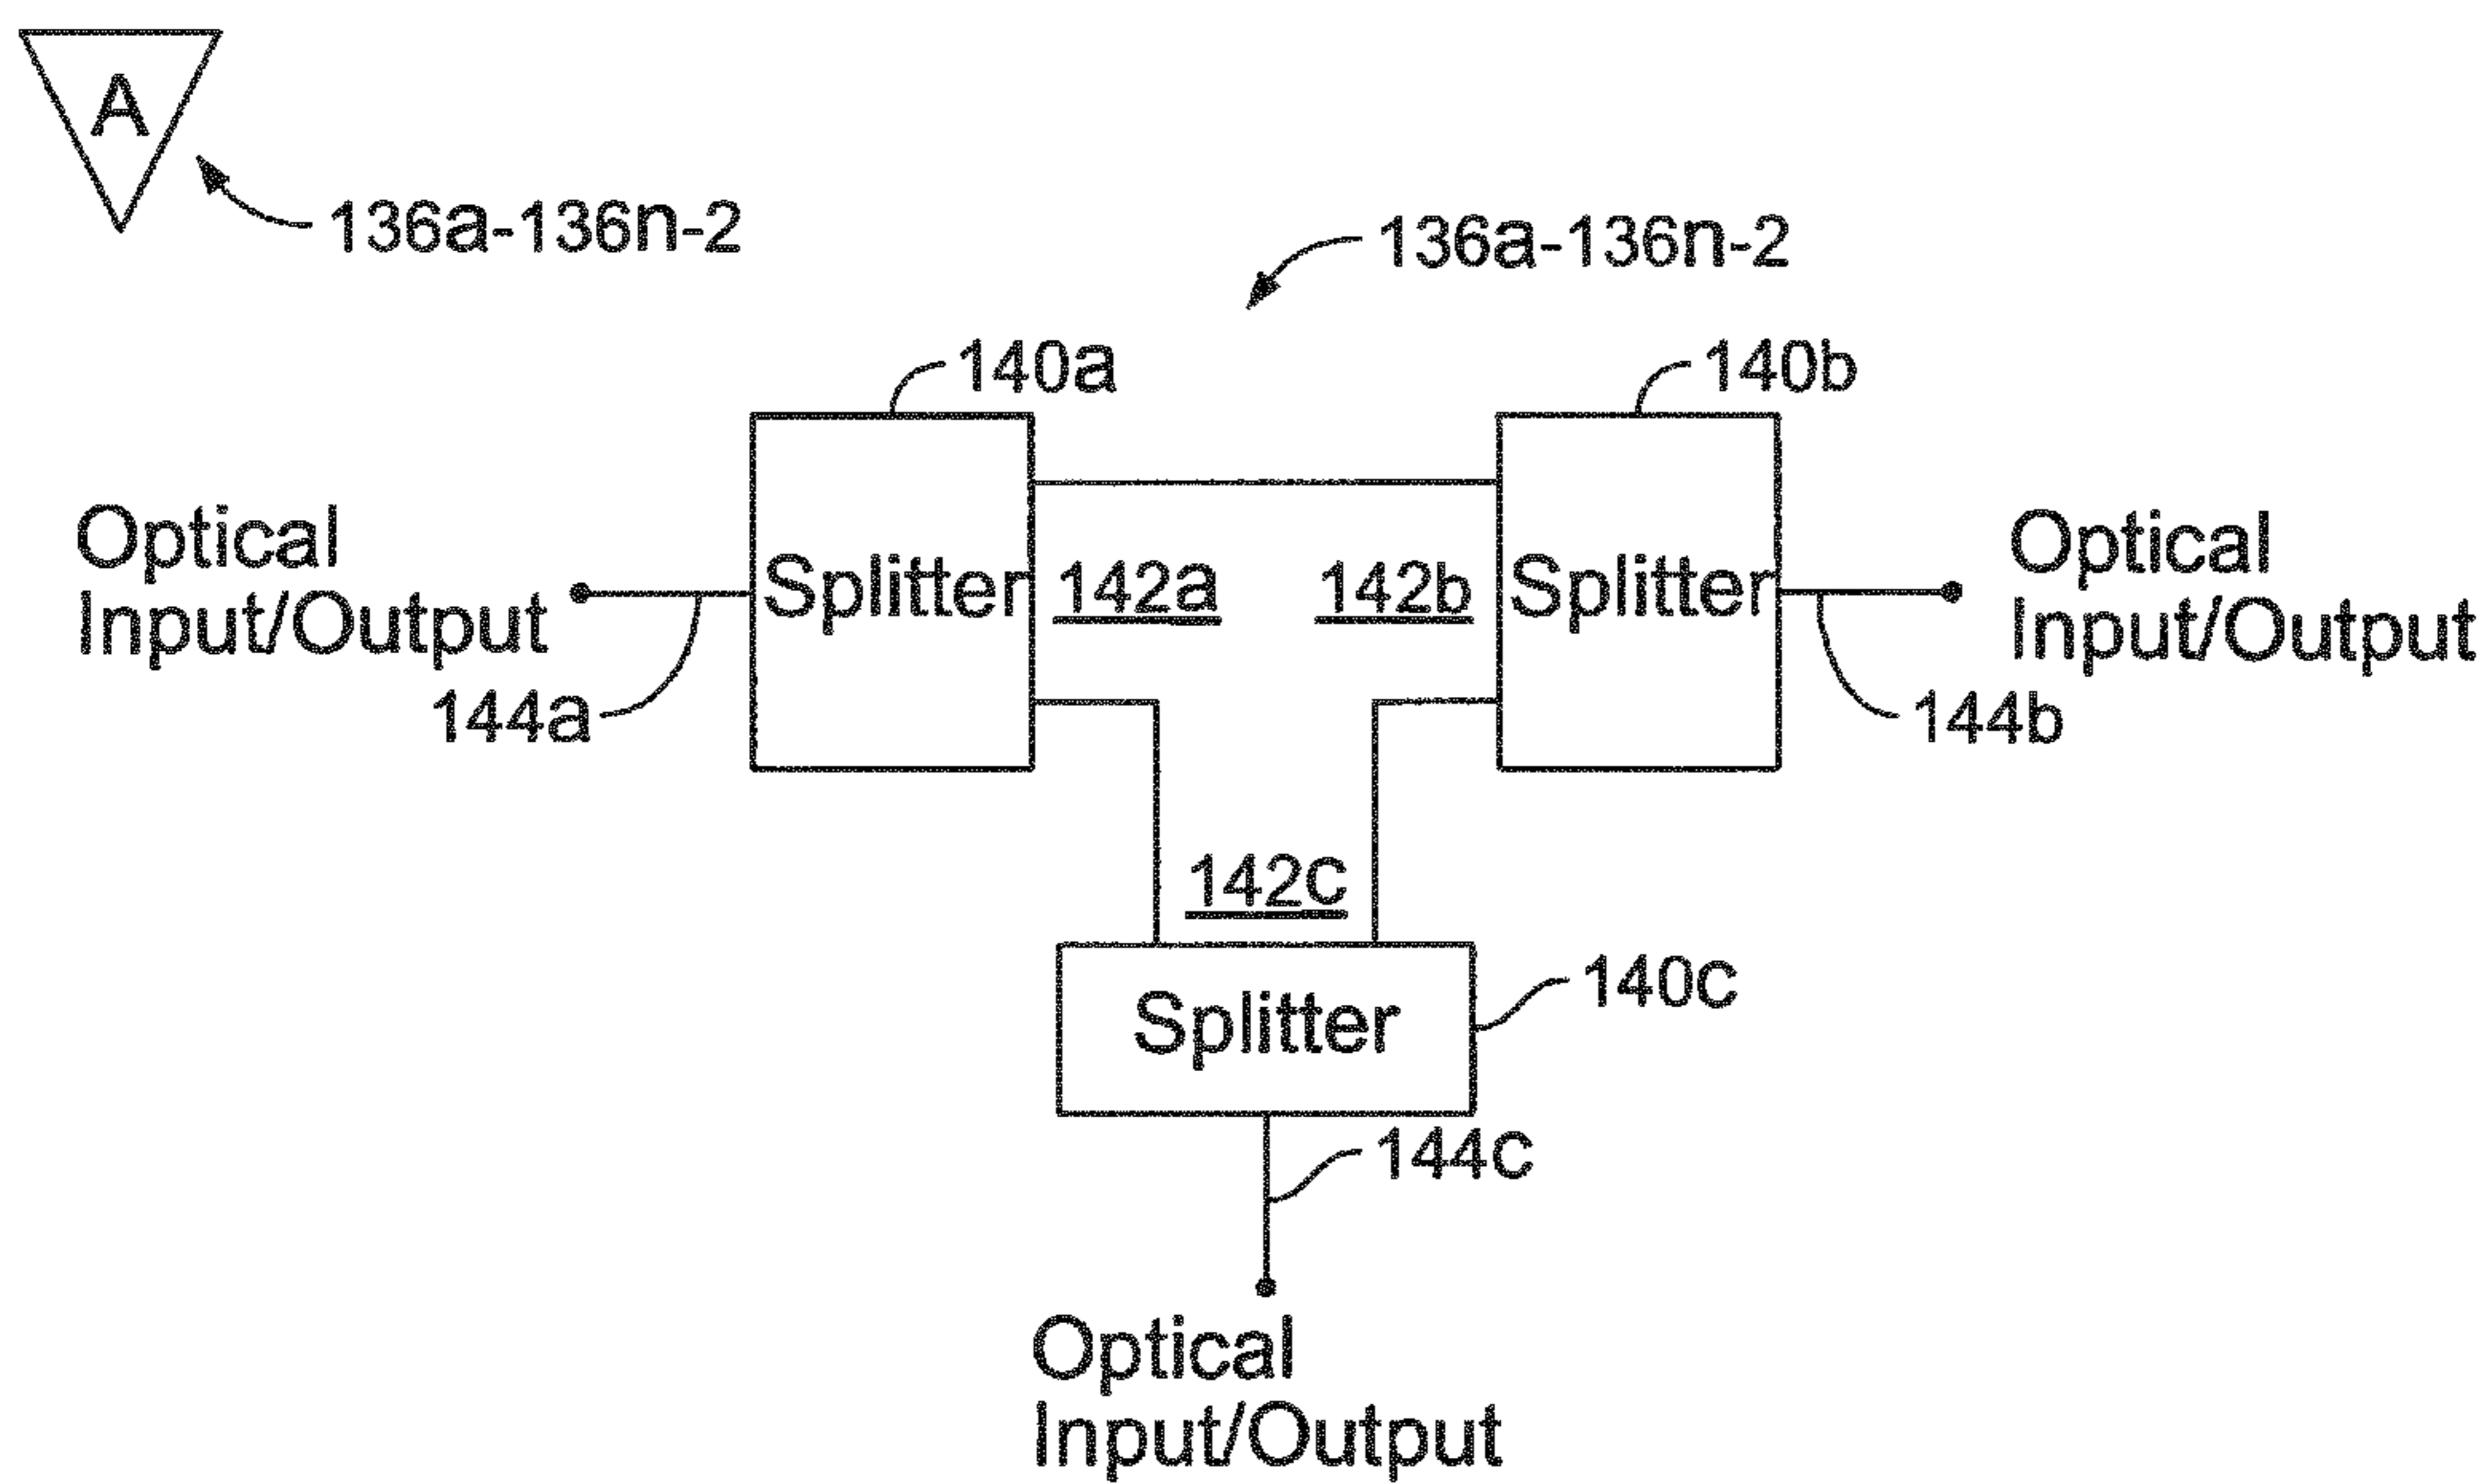 A
136a-136n-2
136a-136n-2
140a
140b
Optical
Input/Output
144a
Splitter
142a
142b
Splitter
Optical
Input/Output
144b
142c
Splitter
140c
144c
Optical
Input/Output